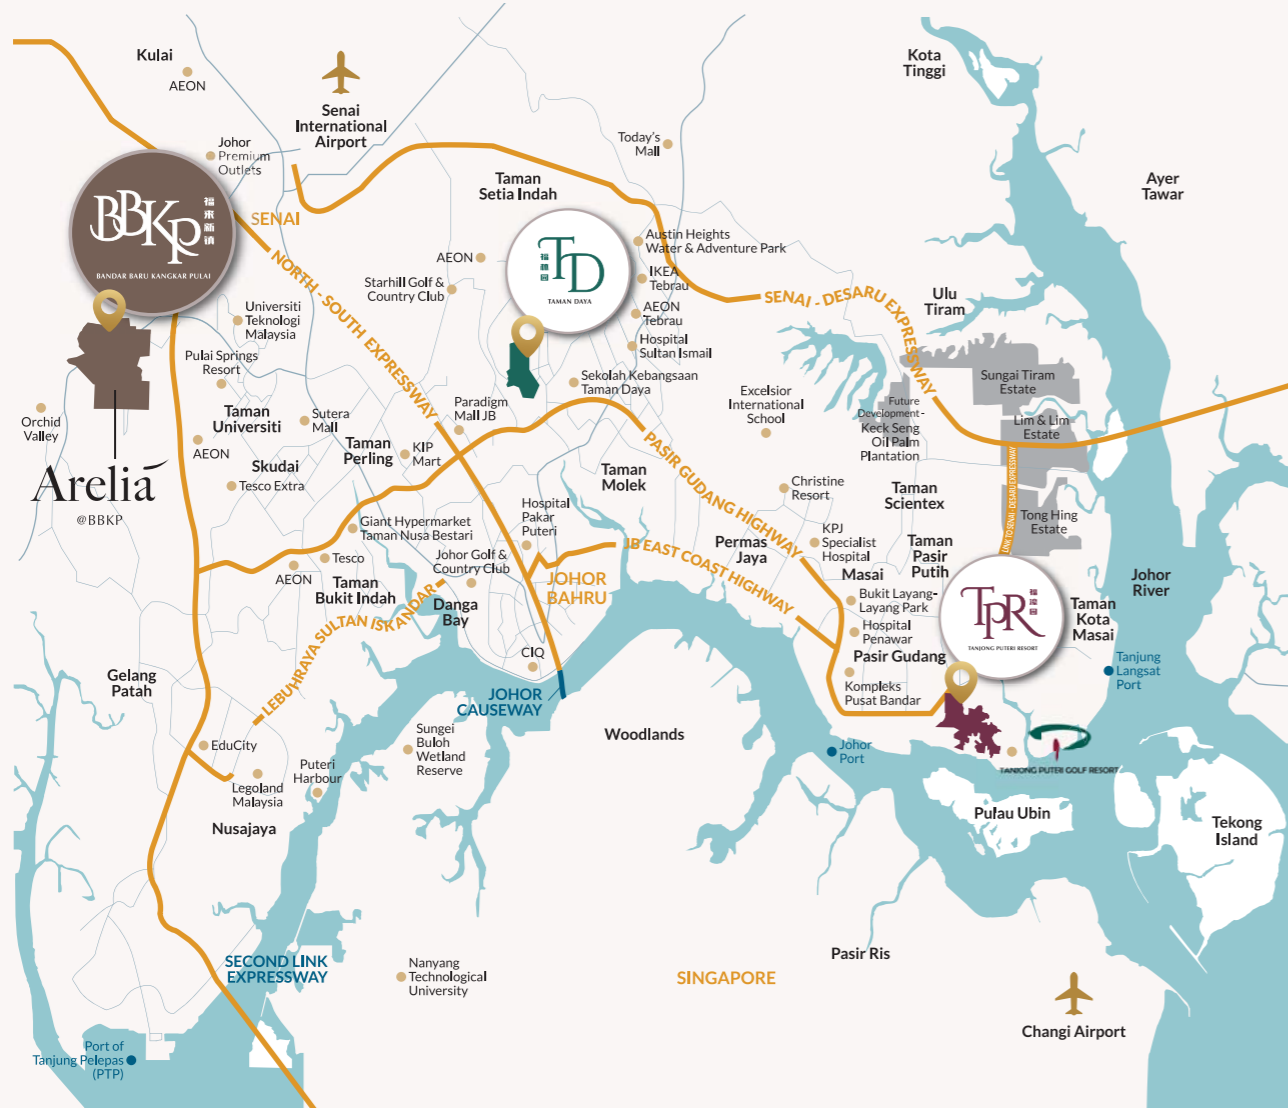 Kulai
AEON
Senai
International
Airport
Johor
Premium
Outlets
Today's
Mall
Kota
Tinggi
Ayer
Tawar
Taman
Setia Indah
BBKP
福來新鎮
BANDAR BARU KANGKAR PULAI
SENAI
NORTH - SOUTH EXPRESSWAY
AEON
Starhill Golf &
Country Club
TD
TAMAN DAYA
Austin Heights
Water & Adventure Park
IKEA
Tebrau
AEON
Tebrau
Hospital
Sultan Ismail
SENAI - DESARU EXPRESSWAY
Ulu
Tiram
Universiti
Teknologi
Malaysia
Pulai Springs
Resort
Sekolah Kebangsaan
Taman Daya
Excelsior
International
School
Sungai Tiram
Estate
Future
Development -
Keck Seng
Oil Palm
Plantation
Lim & Lim
Estate
Orchid
Valley
Taman
Universiti
Sutera
Mall
Paradigm
Mall JB
AEON
Taman
Perling
KIP
Mart
Skudai
Tesco Extra
PASIR GUDANG HIGHWAY
Taman
Molek
Christine
Resort
Taman
Scientex
LINK TO SENAI - DESARU EXPRESSWAY
Tong Hing
Estate
Arelia
@BBKP
Giant Hypermarket
Taman Nusa Bestari
Hospital
Pakar
Puteri
KPJ
Specialist
Hospital
Permas
Jaya
JB EAST COAST HIGHWAY
Taman
Pasir
Putih
Masai
Tesco
AEON
Taman
Bukit Indah
Johor Golf &
Country Club
JOHOR
BAHRU
Danga
Bay
LEBUHRAYA SULTAN ISKANDAR
Bukit Layang-
Layang Park
Hospital
Penawar
Pasir Gudang
Kompleks
Pusat Bandar
TPR
TANJONG PUTERI RESORT
Taman
Kota
Masai
Johor
River
Tanjung
Langsat
Port
Gelang
Patah
CIQ
JOHOR
CAUSEWAY
Woodlands
Johor
Port
TANJONG PUTERI GOLF RESORT
EduCity
Legoland
Malaysia
Puteri
Harbour
Sungei
Buloh
Wetland
Reserve
Nusajaya
Pulau Ubin
Tekong
Island
SECOND LINK
EXPRESSWAY
Nanyang
Technological
University
SINGAPORE
Pasir Ris
Changi Airport
Port of
Tanjung Pelepas
(PTP)